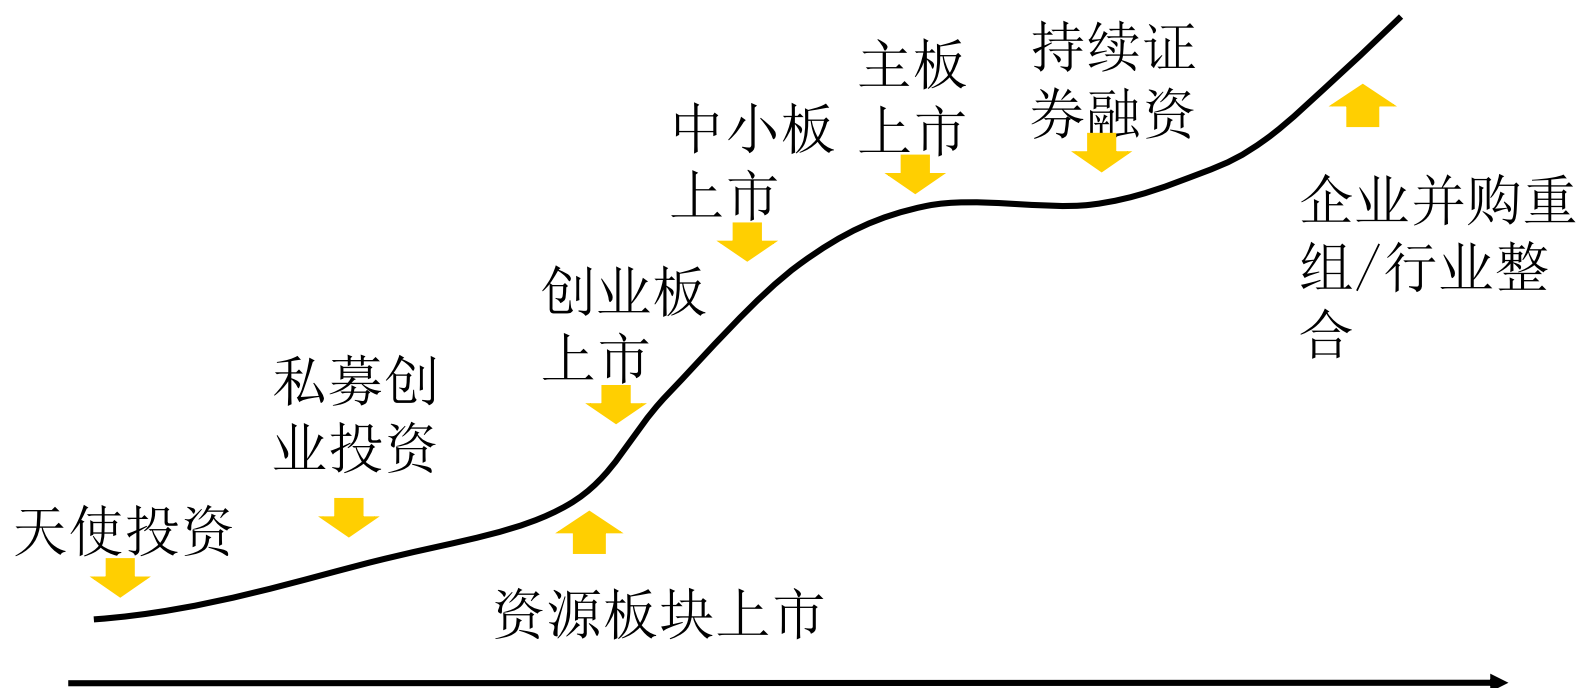 天使投资
私募创
业投资
资源板块上市
创业板
上市
中小板
上市
主板
上市
持续证
券融资
企业并购重
组/行业整
合